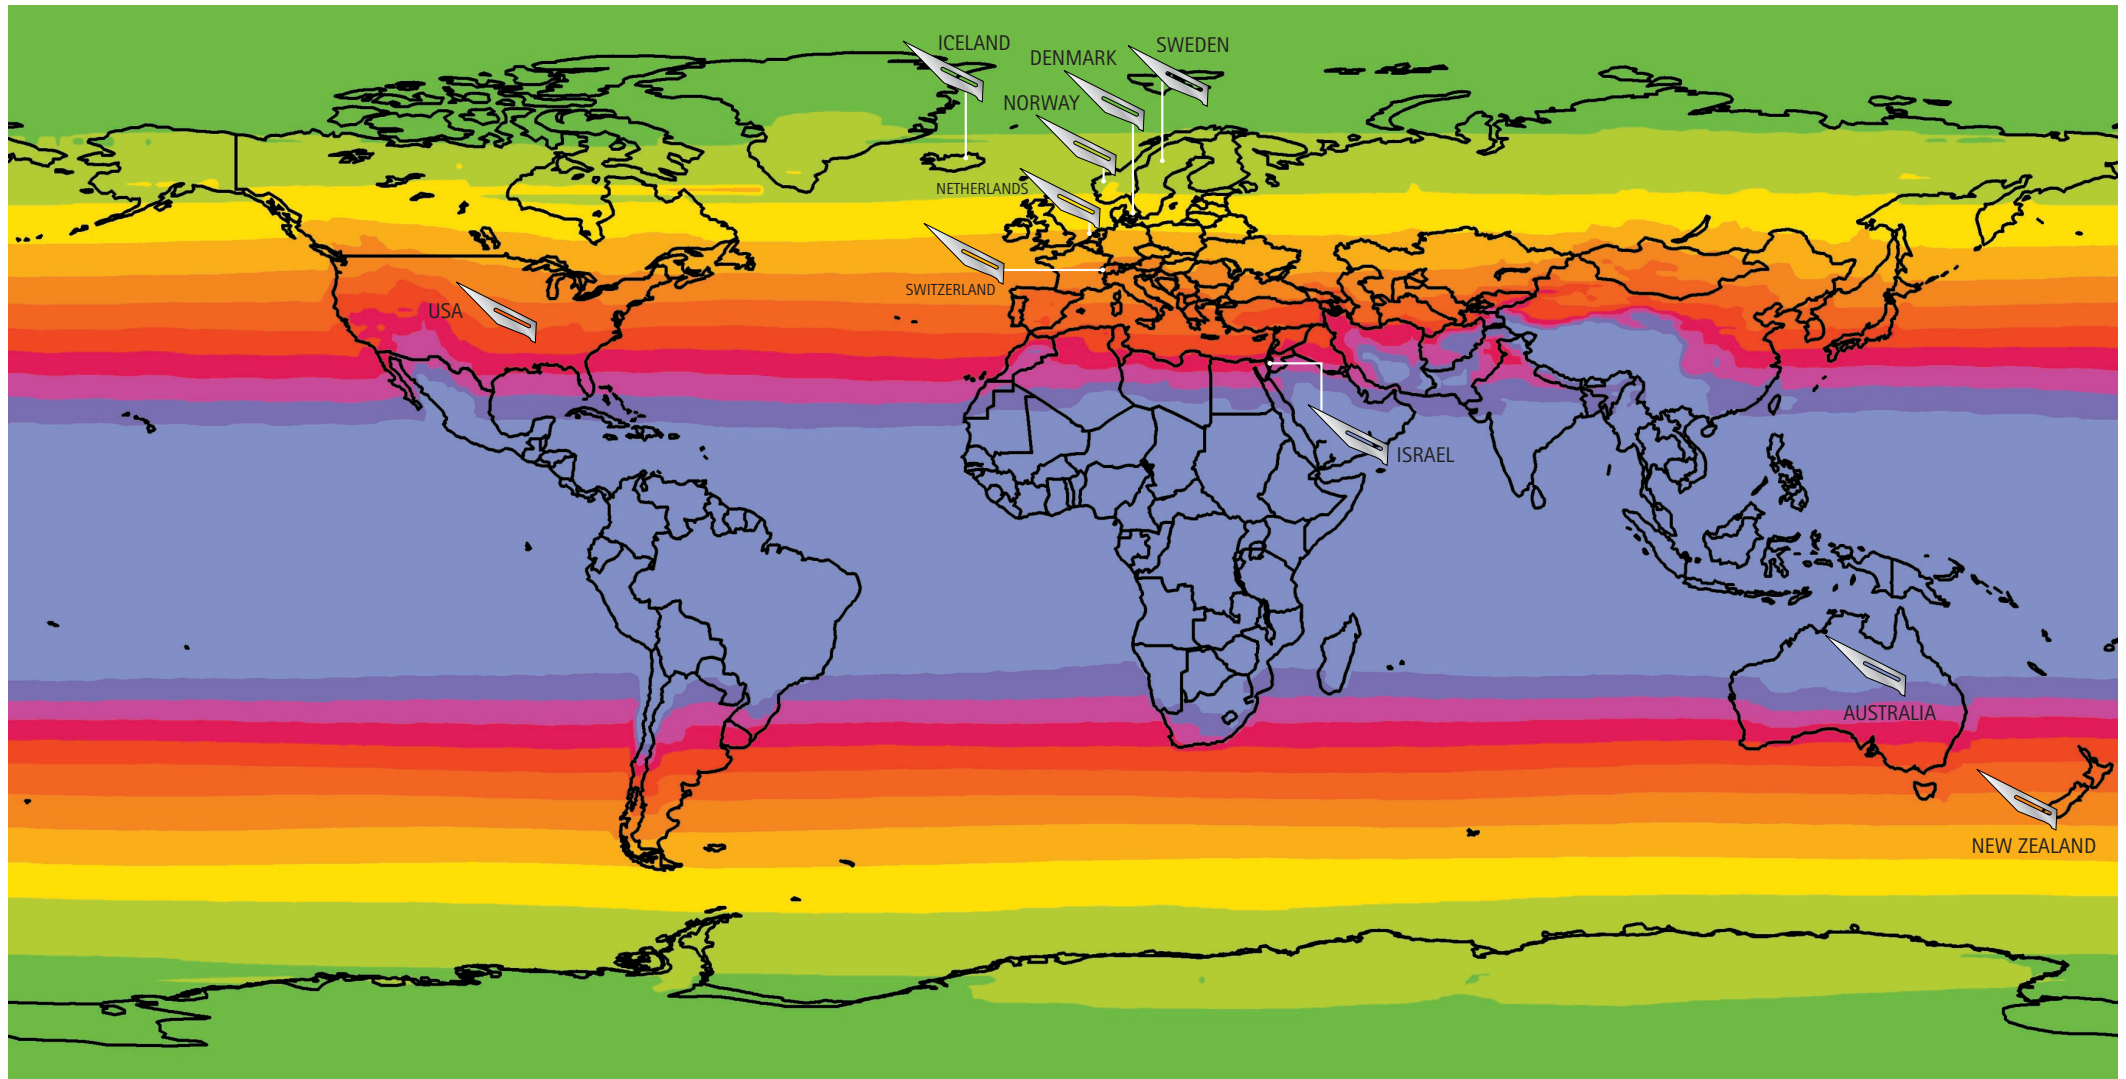 ICELAND
SWEDEN
DENMARK
NORWAY
NETHERLANDS
SWITZERLAND
USA
ISRAEL
AUSTRALIA
NEW ZEALAND